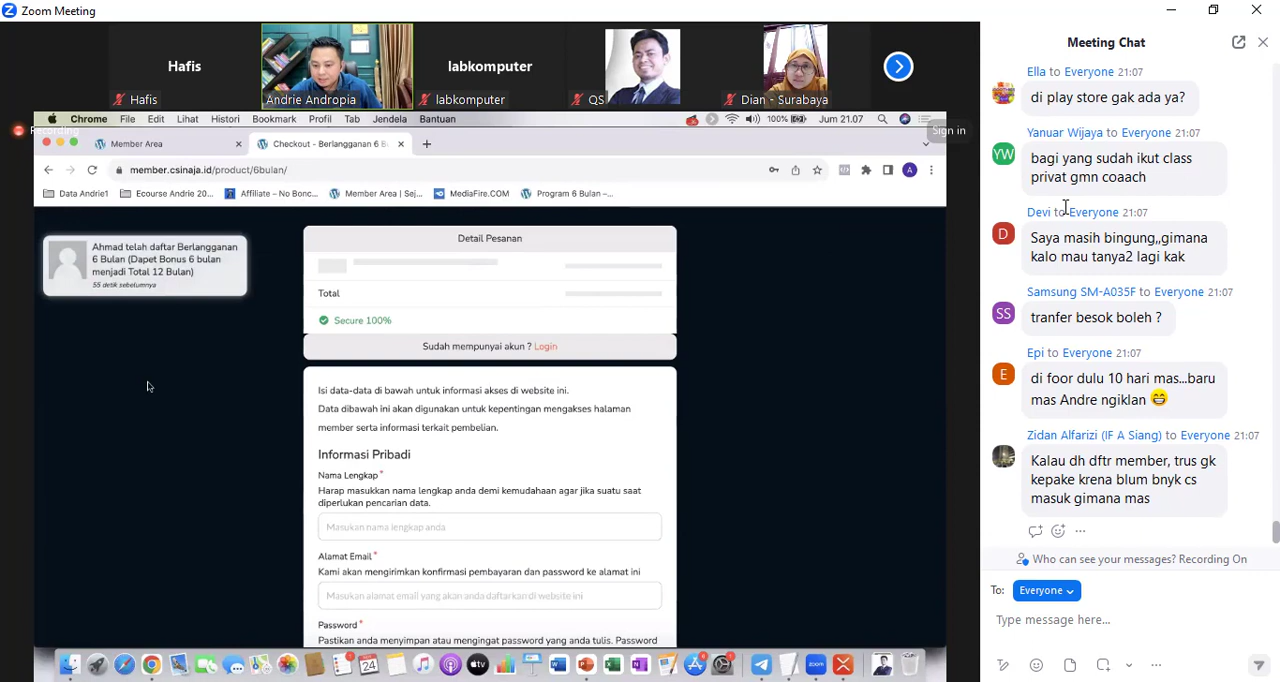 Zoom Meeting
Hafis
Hafis
Andrie Andropia
labkomputer
labkomputer
QS
Dian - Surabaya
Recording
Sign in
Chrome File Edit Lihat Histori Bookmark Profil Tab Jendela Bantuan
100% Jum 21.07
Member Area
Checkout - Berlangganan 6 B
member.csinaja.id/product/6bulan/
Data Andrie1
Ecourse Andrie 20...
Affiliate – No Bonc...
Member Area | Sej...
MediaFIRE.COM
Program 6 Bulan –...
Ahmad telah daftar Berlangganan
6 Bulan (Dapet Bonus 6 bulan
menjadi Total 12 Bulan)
55 detik sebelumnya
Detail Pesanan
Total
Secure 100%
Sudah mempunyai akun ? Login
Isi data-data di bawah untuk informasi akses di website ini.
Data dibawah ini akan digunakan untuk kepentingan mengakses halaman
member serta informasi terkait pembelian.
Informasi Pribadi
Nama Lengkap*
Harap masukkan nama lengkap anda demi kemudahaan agar jika suatu saat
diperlukan pencarian data.
Masukan nama lengkap anda
Alamat Email*
Kami akan mengirimkan konfirmasi pembayaran dan password ke alamat ini
Masukan alamat email yang akan anda daftarkan di website ini
Password*
Pastikan anda menyimpan atau mengingat password yang anda tulis. Password
Meeting Chat
Ella to Everyone 21:07
di play store gak ada ya?
Yanuar Wijaya to Everyone 21:07
YW
bagi yang sudah ikut class
privat gmn coaach
Devi to Everyone 21:07
D
Saya masih bingung,,gimana
kalo mau tanya2 lagi kak
Samsung SM-A035F to Everyone 21:07
SS
tranfer besok boleh ?
Epi to Everyone 21:07
E
di foor dulu 10 hari mas...baru
mas Andre ngiklan 😁
Zidan Alfarizi (IF A Siang) to Everyone 21:07
Kalau dh dftr member, trus gk
kepake krena blum bnyk cs
masuk gimana mas
Who can see your messages? Recording On
To: Everyone
Type message here...